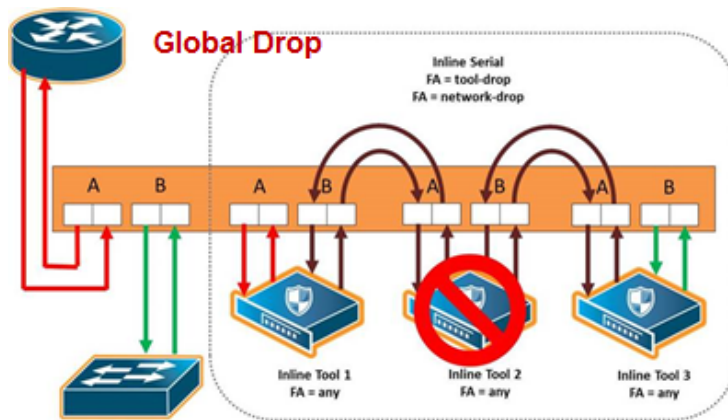 Global Drop
Inline Serial
FA = tool-drop
FA = network-drop
A B A B A B A B
Inline Tool 1
FA = any
Inline Tool 2
FA = any
Inline Tool 3
FA = any